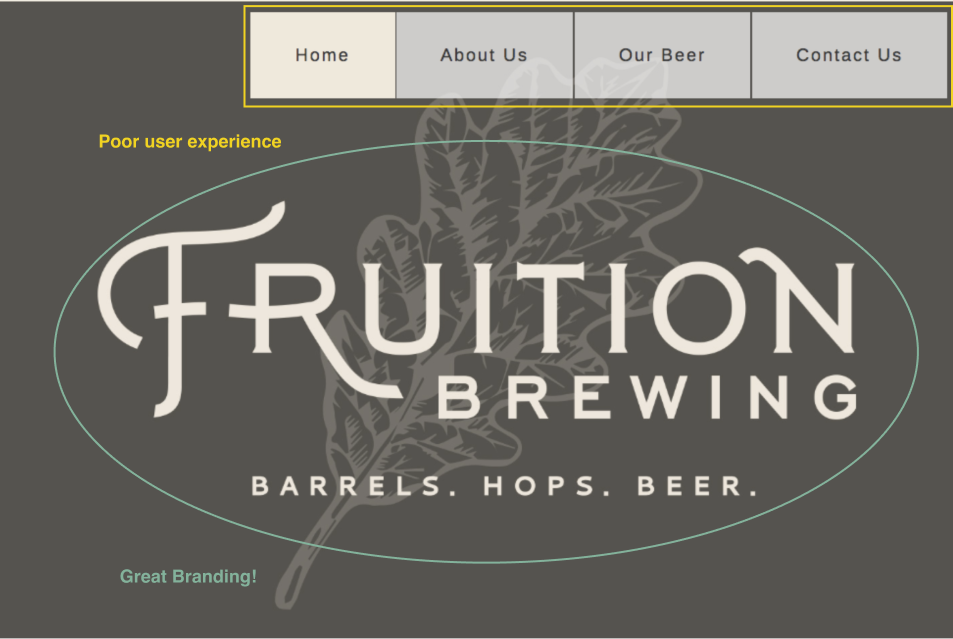 Home About Us Our Beer Contact Us
Poor user experience
FRUITION
BREWING
BARRELS. HOPS. BEER.
Great Branding!